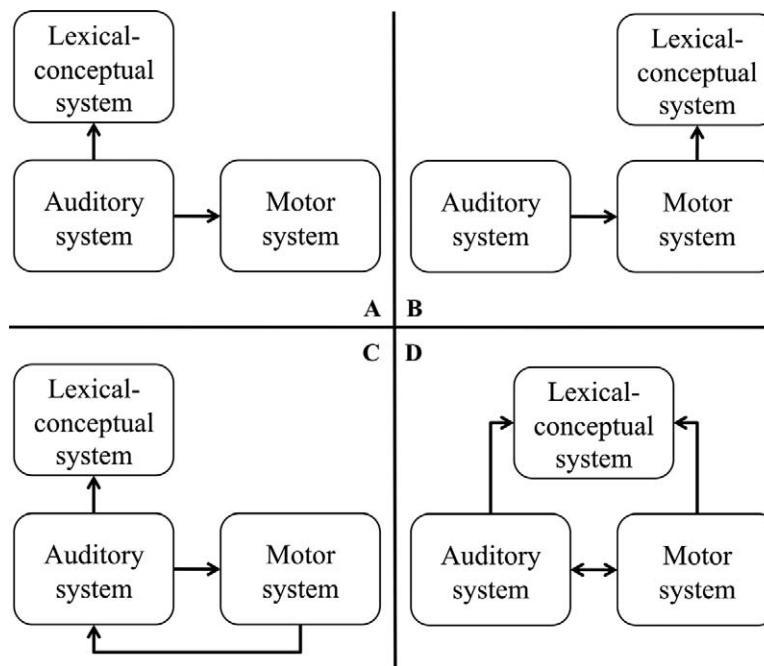 Lexical-
conceptual
system
Auditory
system
Motor
system
A
Lexical-
conceptual
system
Auditory
system
Motor
system
B
C
Lexical-
conceptual
system
Auditory
system
Motor
system
D
Lexical-
conceptual
system
Auditory
system
Motor
system